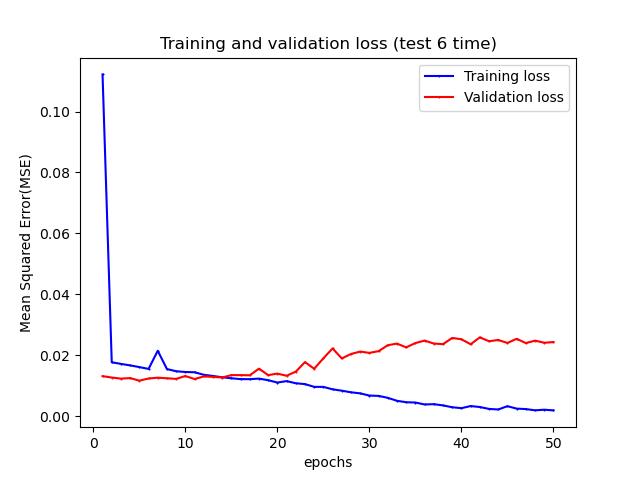 Training and validation loss (test 6 time)
Training loss
Validation loss
Mean Squared Error(MSE)
0.10
0.08
0.06
0.04
0.02
0.00
0 10 20 30 40 50
epochs